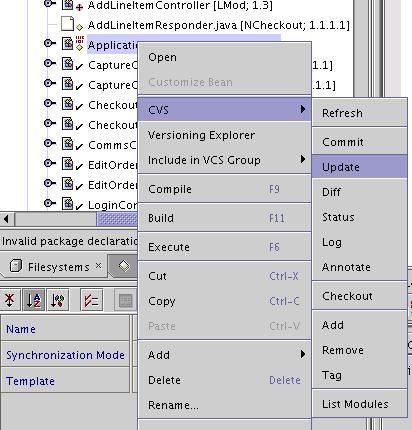 AddLineItemController [LMod; 1.3]
AddLineItemResponder.java [NCheckout; 1.1.1.1]
Applicatio
CaptureC
1.1]
CaptureC
.1.1]
Checkout
Checkou
CommsC
EditOrde
EditOrde
LoginCon
Invalid package declaratio
Filesystems
Name
Synchronization Mode
Template
Open
Customize Bean
CVS
Versioning Explorer
Include in VCS Group
Compile F9
Build F11
Execute F6
Cut Ctrl-X
Copy Ctrl-C
Paste Ctrl-V
Add
Delete Delete
Rename...
Refresh
Commit
Update
Diff
Status
Log
Annotate
Checkout
Add
Remove
Tag
List Modules